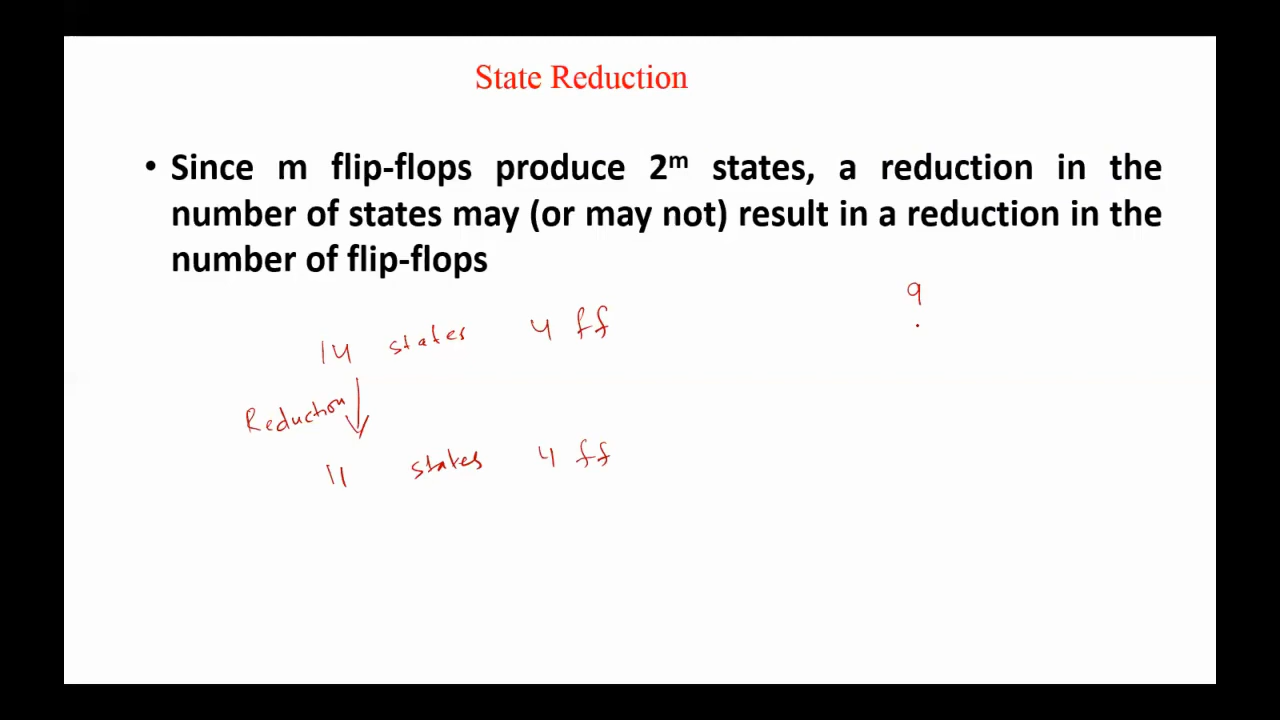 State Reduction
• Since m flip-flops produce 2ᵐ states, a reduction in the
number of states may (or may not) result in a reduction in the
number of flip-flops
9
14 states 4 ff
Reduction
11 states 4 ff